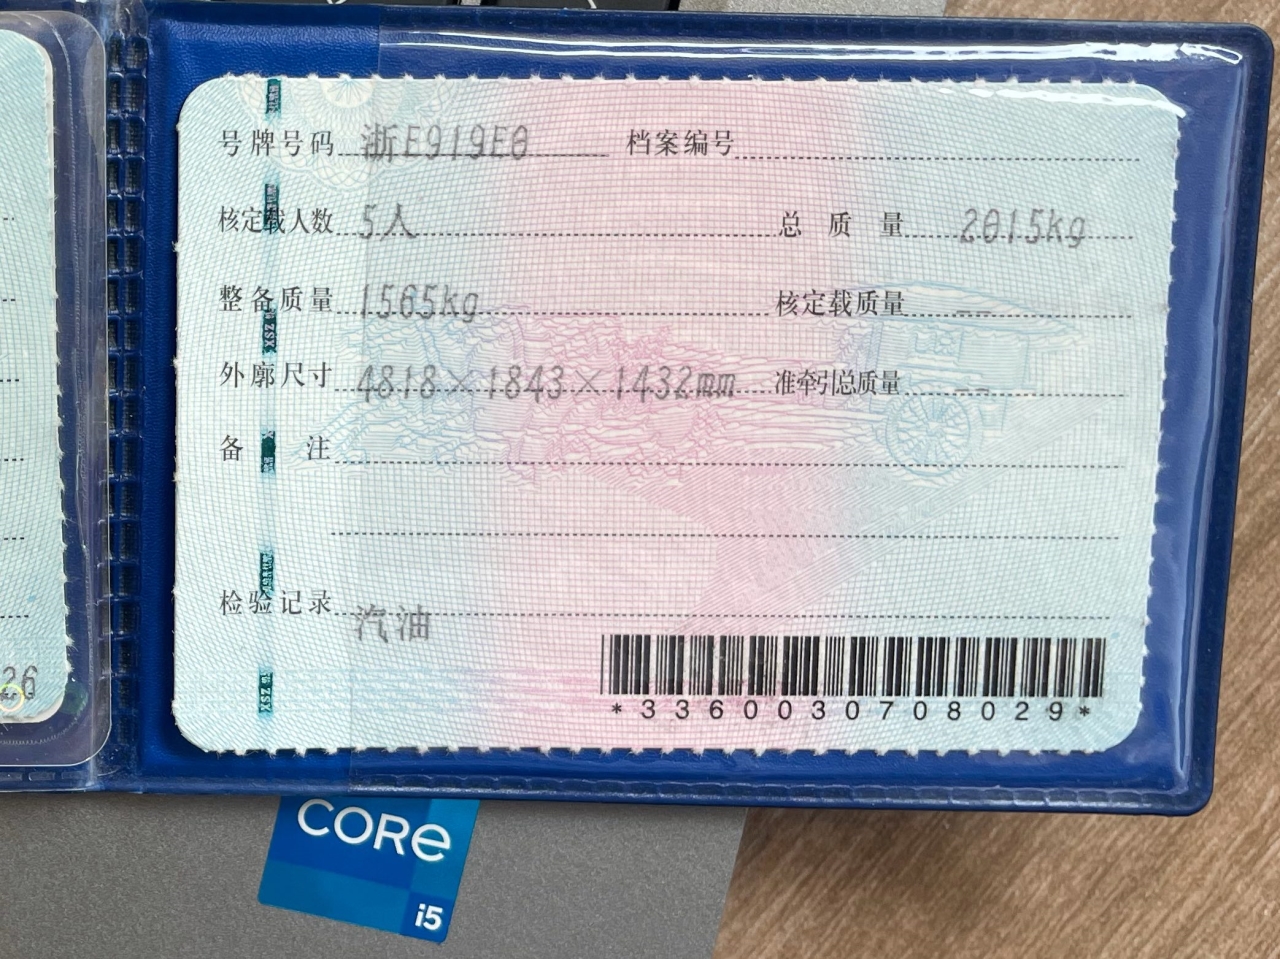 号牌号码 浙E919E0 档案编号
核定载人数 5人 总质量 2015kg
整备质量 1565kg 核定载质量 --
外廓尺寸 4818×1843×1432mm 准牵引总质量 --
备注
检验记录 汽油
*3360030708029*
26
CORe
i5